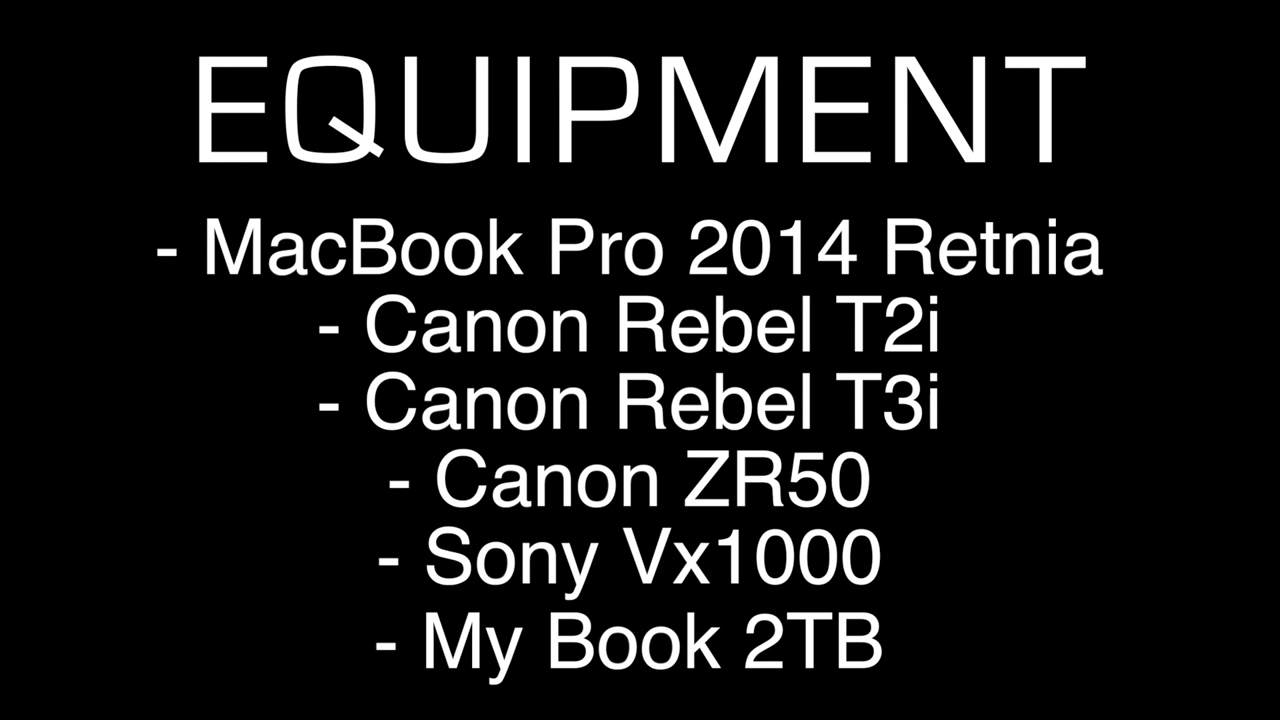 EQUIPMENT
- MacBook Pro 2014 Retnia
- Canon Rebel T2i
- Canon Rebel T3i
- Canon ZR50
- Sony Vx1000
- My Book 2TB